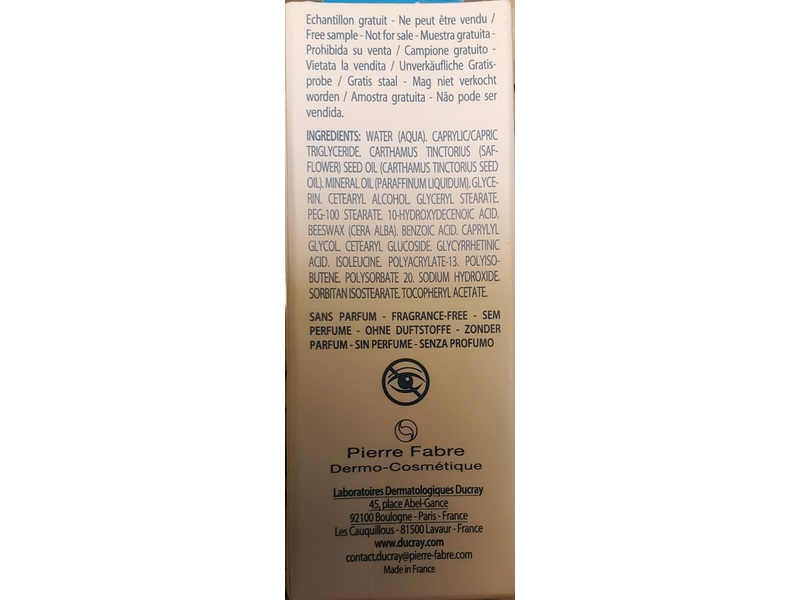 Echantillon gratuit - Ne peut être vendu /
Free sample - Not for sale - Muestra gratuita -
Prohibida su venta / Campione gratuito -
Vietata la vendita / Unverkäufliche Gratis-
probe / Gratis staal - Mag niet verkocht
worden / Amostra gratuita - Não pode ser
vendida.
INGREDIENTS: WATER (AQUA). CAPRYLIC/CAPRIC
TRIGLYCERIDE. CARTHAMUS TINCTORIUS (SAF-
FLOWER) SEED OIL (CARTHAMUS TINCTORIUS SEED
OIL). MINERAL OIL (PARAFFINUM LIQUIDUM). GLYCE-
RIN. CETEARYL ALCOHOL. GLYCERYL STEARATE.
PEG-100 STEARATE. 10-HYDROXYDECENOIC ACID.
BEESWAX (CERA ALBA). BENZOIC ACID. CAPRYLYL
GLYCOL. CETEARYL GLUCOSIDE. GLYCYRRHETINIC
ACID. ISOLEUCINE. POLYACRYLATE-13. POLYISO-
BUTENE. POLYSORBATE 20. SODIUM HYDROXIDE.
SORBITAN ISOSTEARATE. TOCOPHERYL ACETATE.
SANS PARFUM - FRAGRANCE-FREE - SEM
PERFUME - OHNE DUFTSTOFFE - ZONDER
PARFUM - SIN PERFUME - SENZA PROFUMO
Pierre Fabre
Dermo-Cosmétique
Laboratoires Dermatologiques Ducray
45, place Abel-Gance
92100 Boulogne - Paris - France
Les Cauquillous - 81500 Lavaur - France
www.ducray.com
contact.ducray@pierre-fabre.com
Made in France